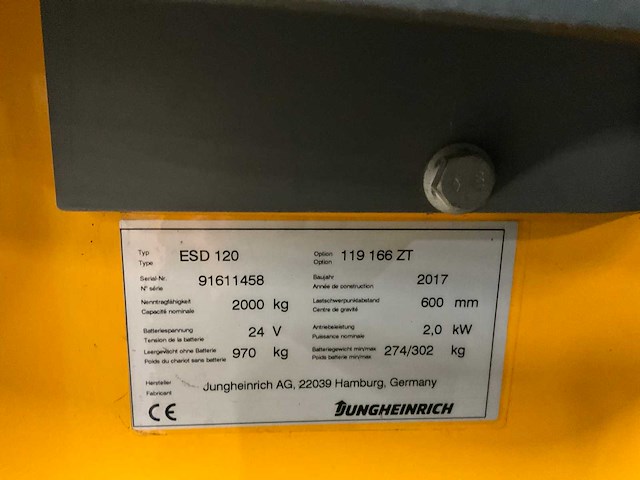 Typ ESD 120 Option 119 166 ZT
Type Option
Serial-Nr. 91611458 Baujahr 2017
N° série Année de construction
Nenntragfähigkeit 2000 kg Lastschwerpunktabstand 600 mm
Capacité nominale Centre de gravité
Batteriespannung 24 V Antriebsleistung 2,0 kW
Tension de la batterie Puissance nominale
Leergewicht ohne Batterie 970 kg Batteriegewicht min/max 274/302 kg
Poids du chariot sans batterie Poids batterie min/max
Hersteller Jungheinrich AG, 22039 Hamburg, Germany
Fabricant
CE JUNGHEINRICH